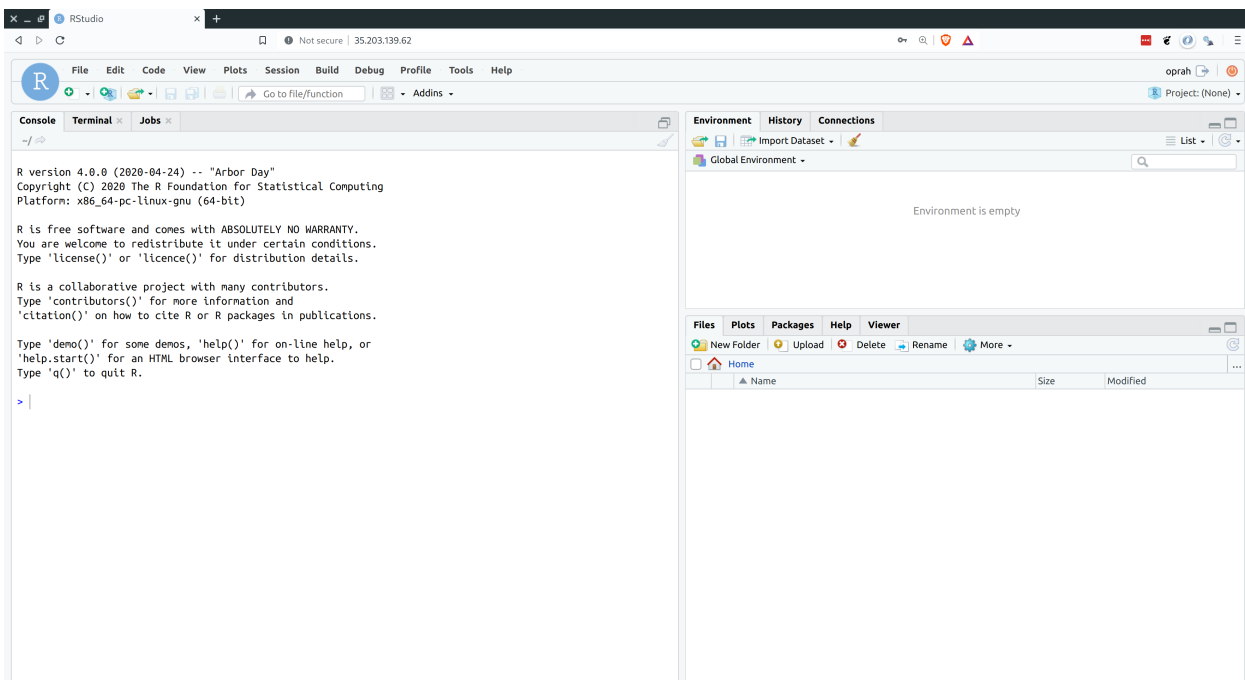 RStudio
Not secure | 35.203.139.62
R
File Edit Code View Plots Session Build Debug Profile Tools Help
oprah
Go to file/function
Addins
R Project: (None)
Console Terminal Jobs
~/
R version 4.0.0 (2020-04-24) -- "Arbor Day"
Copyright (C) 2020 The R Foundation for Statistical Computing
Platform: x86_64-pc-linux-gnu (64-bit)
R is free software and comes with ABSOLUTELY NO WARRANTY.
You are welcome to redistribute it under certain conditions.
Type 'license()' or 'licence()' for distribution details.
R is a collaborative project with many contributors.
Type 'contributors()' for more information and
'citation()' on how to cite R or R packages in publications.
Type 'demo()' for some demos, 'help()' for on-line help, or
'help.start()' for an HTML browser interface to help.
Type 'q()' to quit R.
>
Environment History Connections
Import Dataset
List
Global Environment
Environment is empty
Files Plots Packages Help Viewer
New Folder Upload Delete Rename More
Home
...
Name Size Modified